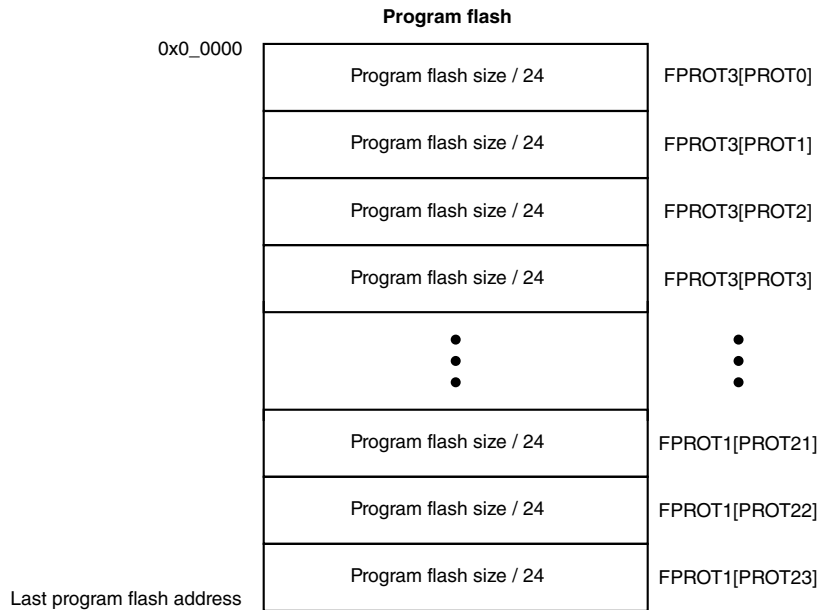 Program flash
0x0_0000
Program flash size / 24 FPROT3[PROT0]
Program flash size / 24 FPROT3[PROT1]
Program flash size / 24 FPROT3[PROT2]
Program flash size / 24 FPROT3[PROT3]
Program flash size / 24 FPROT1[PROT21]
Program flash size / 24 FPROT1[PROT22]
Program flash size / 24 FPROT1[PROT23]
Last program flash address